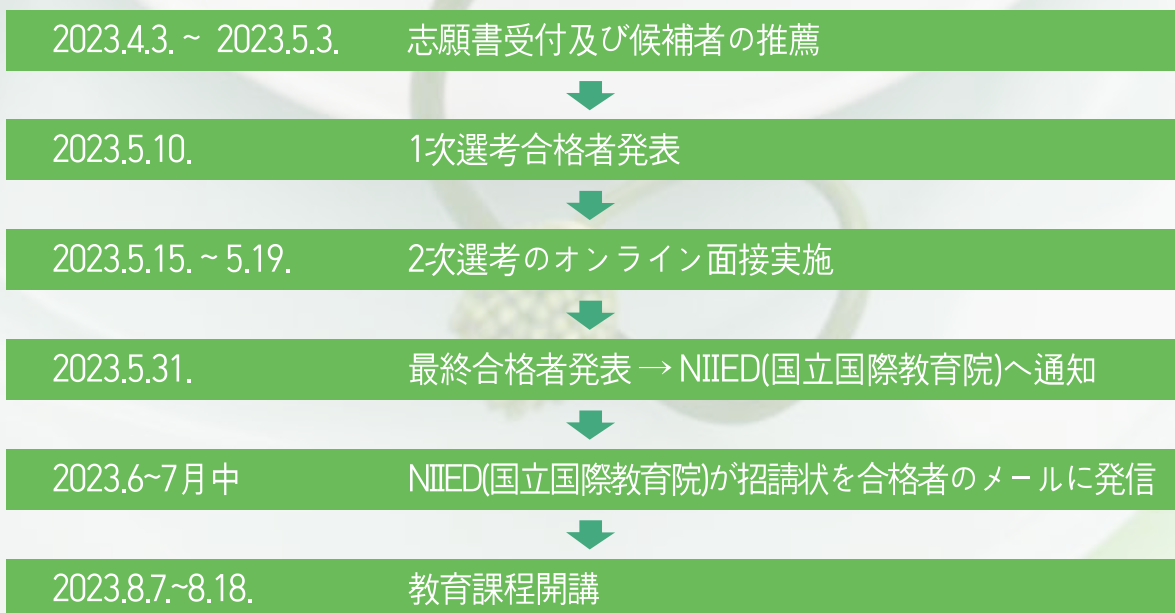 2023.4.3. ~ 2023.5.3. 志願書受付及び候補者の推薦
2023.5.10. 1次選考合格者発表
2023.5.15. ~ 5.19. 2次選考のオンライン面接実施
2023.5.31. 最終合格者発表 → NIIED(国立国際教育院)へ通知
2023.6~7月中 NIIED(国立国際教育院)が招請状を合格者のメールに発信
2023.8.7.~8.18. 教育課程開講